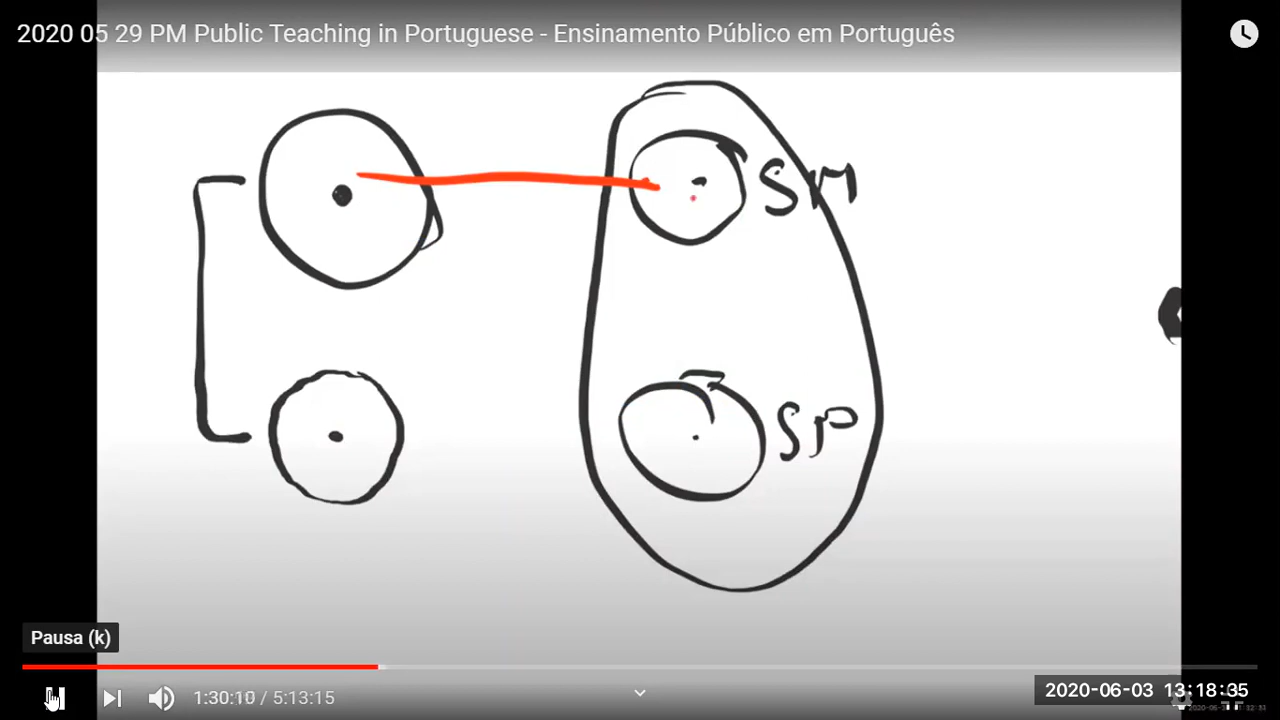 2020 05 29 PM Public Teaching in Portuguese - Ensinamento Público em Português
SM
SP
Pausa (k)
1:30:10 / 5:13:15
2020-06-03 13:18:35